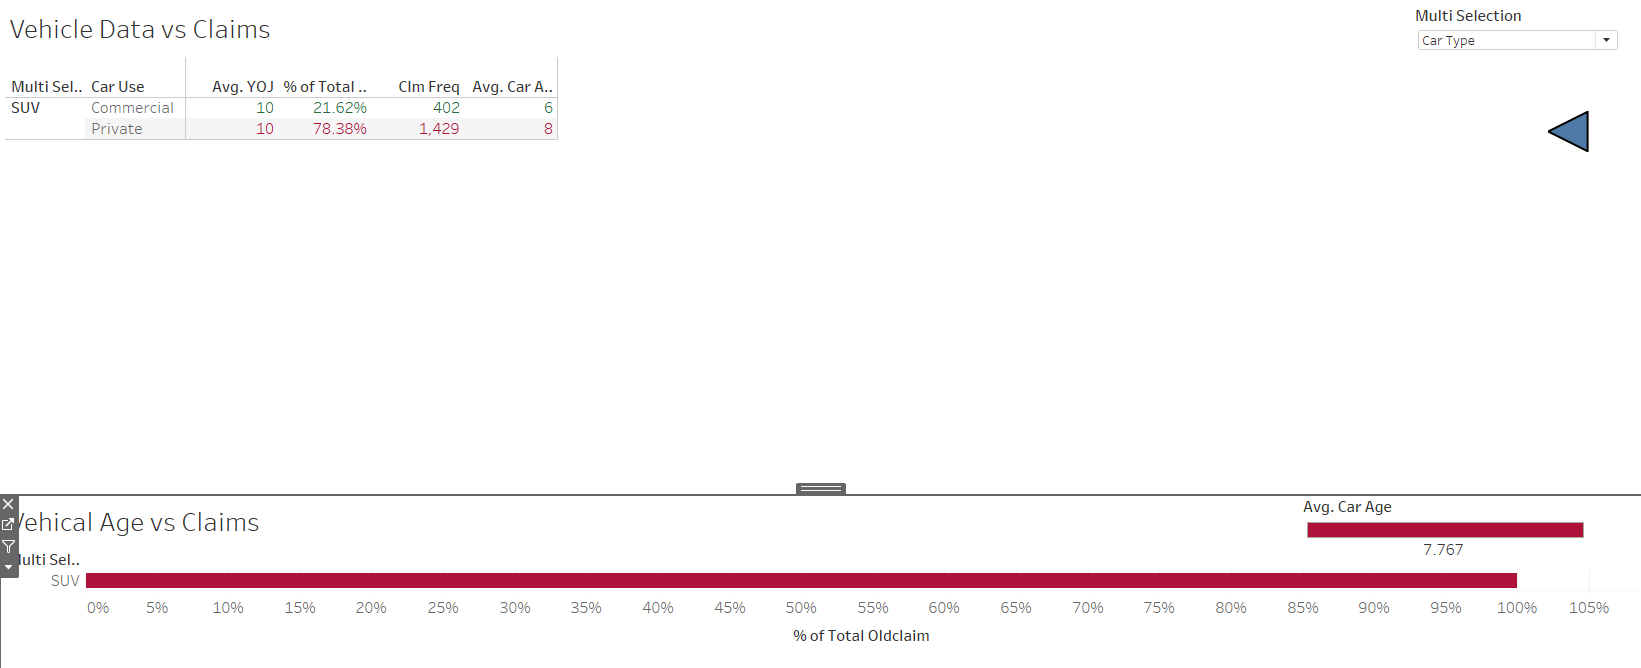 Vehicle Data vs Claims
Multi Selection
Car Type
Multi Sel.. Car Use Avg. YOJ % of Total .. Clm Freq Avg. Car A..
SUV Commercial 10 21.62% 402 6
Private 10 78.38% 1,429 8
Avg. Car Age
7.767
Vehical Age vs Claims
Multi Sel..
SUV
0% 5% 10% 15% 20% 25% 30% 35% 40% 45% 50% 55% 60% 65% 70% 75% 80% 85% 90% 95% 100% 105%
% of Total Oldclaim